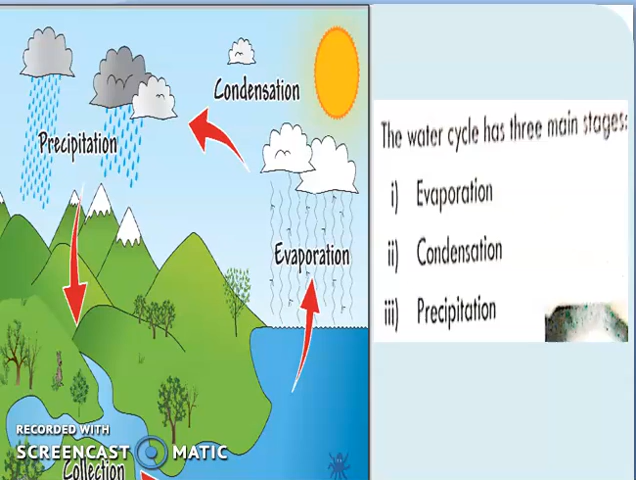 Condensation
Precipitation
Evaporation
Collection
RECORDED WITH
SCREENCAST MATIC
The water cycle has three main stages:
i) Evaporation
ii) Condensation
iii) Precipitation